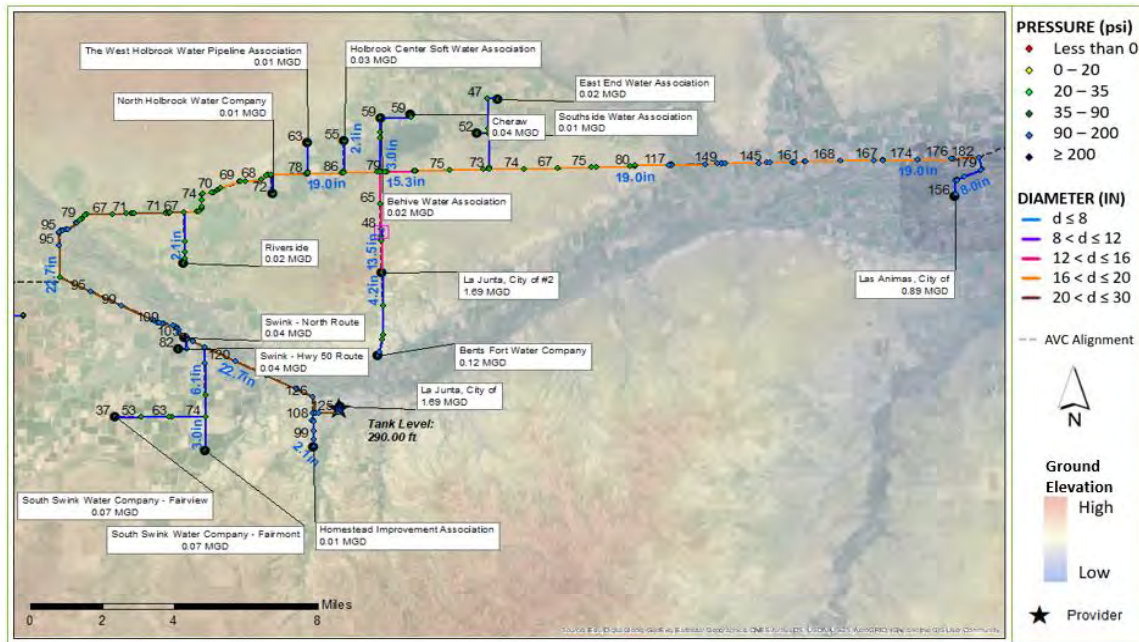 The West Holbrook Water Pipeline Association
0.01 MGD
Holbrook Center Soft Water Association
0.03 MGD
North Holbrook Water Company
0.01 MGD
East End Water Association
0.02 MGD
Southside Water Association
0.01 MGD
Cheraw
0.04 MGD
47
59
59
52
63
55
2.1in
3.0in
78
86
79
75
73
74
67
75
80
117
149
145
161
168
167
174
176
182
179
19.0in
15.3in
19.0in
19.0in
156
8.0in
72
68
69
70
74
67
71
71
67
79
95
95
22.7in
2.1in
Riverside
0.02 MGD
Behive Water Association
0.02 MGD
65
48
13.5in
4.2in
La Junta, City of #2
1.69 MGD
Las Animas, City of
0.89 MGD
95
99
109
103
82
Swink - North Route
0.04 MGD
Swink - Hwy 50 Route
0.04 MGD
Bents Fort Water Company
0.12 MGD
120
22.7in
6.1in
126
125
108
99
2.1in
La Junta, City of
1.69 MGD
Tank Level:
290.00 ft
37
53
63
74
3.0in
South Swink Water Company - Fairview
0.07 MGD
South Swink Water Company - Fairmont
0.07 MGD
Homestead Improvement Association
0.01 MGD
Miles
0
2
4
8
PRESSURE (psi)
Less than 0
0 – 20
20 – 35
35 – 90
90 – 200
≥ 200
DIAMETER (IN)
d ≤ 8
8 < d ≤ 12
12 < d ≤ 16
16 < d ≤ 20
20 < d ≤ 30
AVC Alignment
N
Ground
Elevation
High
Low
Provider